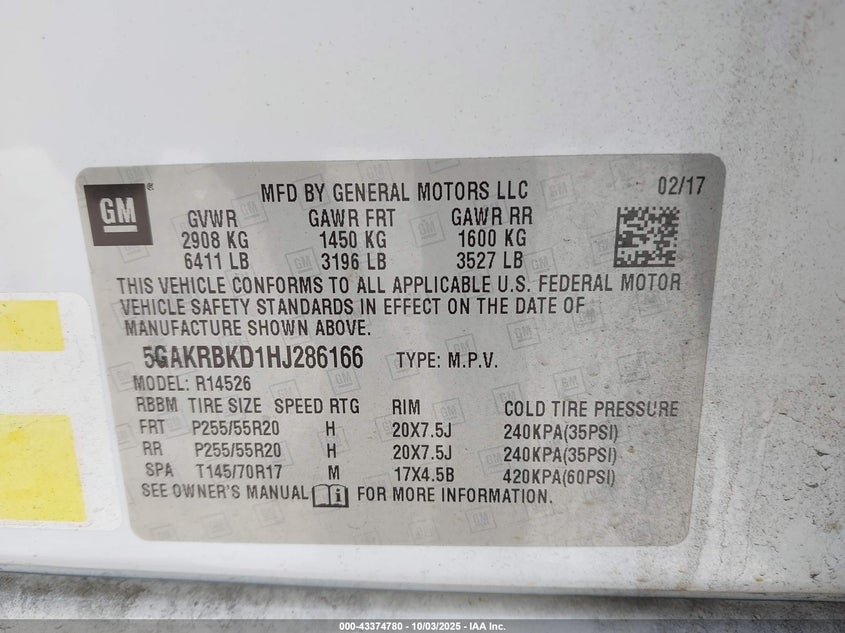 GM
®
MFD BY GENERAL MOTORS LLC
02/17
GVWR GAWR FRT GAWR RR
2908 KG 1450 KG 1600 KG
6411 LB 3196 LB 3527 LB
THIS VEHICLE CONFORMS TO ALL APPLICABLE U.S. FEDERAL MOTOR
VEHICLE SAFETY STANDARDS IN EFFECT ON THE DATE OF
MANUFACTURE SHOWN ABOVE.
5GAKRBKD1HJ286166 TYPE: M.P.V.
MODEL: R14526
RBBM TIRE SIZE SPEED RTG RIM COLD TIRE PRESSURE
FRT P255/55R20 H 20X7.5J 240KPA(35PSI)
RR P255/55R20 H 20X7.5J 240KPA(35PSI)
SPA T145/70R17 M 17X4.5B 420KPA(60PSI)
SEE OWNER'S MANUAL FOR MORE INFORMATION.
000-43374780 - 10/03/2025 - IAA Inc.